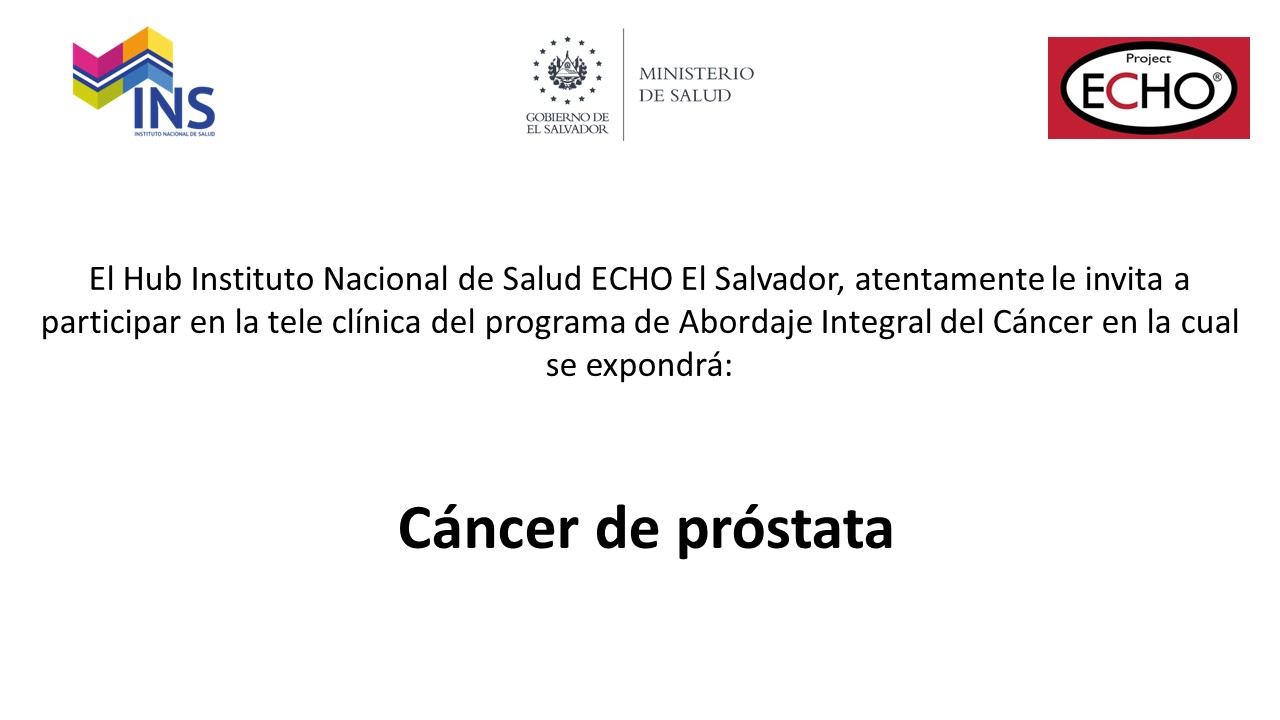 INS
INSTITUTO NACIONAL DE SALUD
GOBIERNO DE
EL SALVADOR
MINISTERIO
DE SALUD
Project
ECHO®
El Hub Instituto Nacional de Salud ECHO El Salvador, atentamente le invita a
participar en la tele clínica del programa de Abordaje Integral del Cáncer en la cual
se expondrá:
Cáncer de próstata